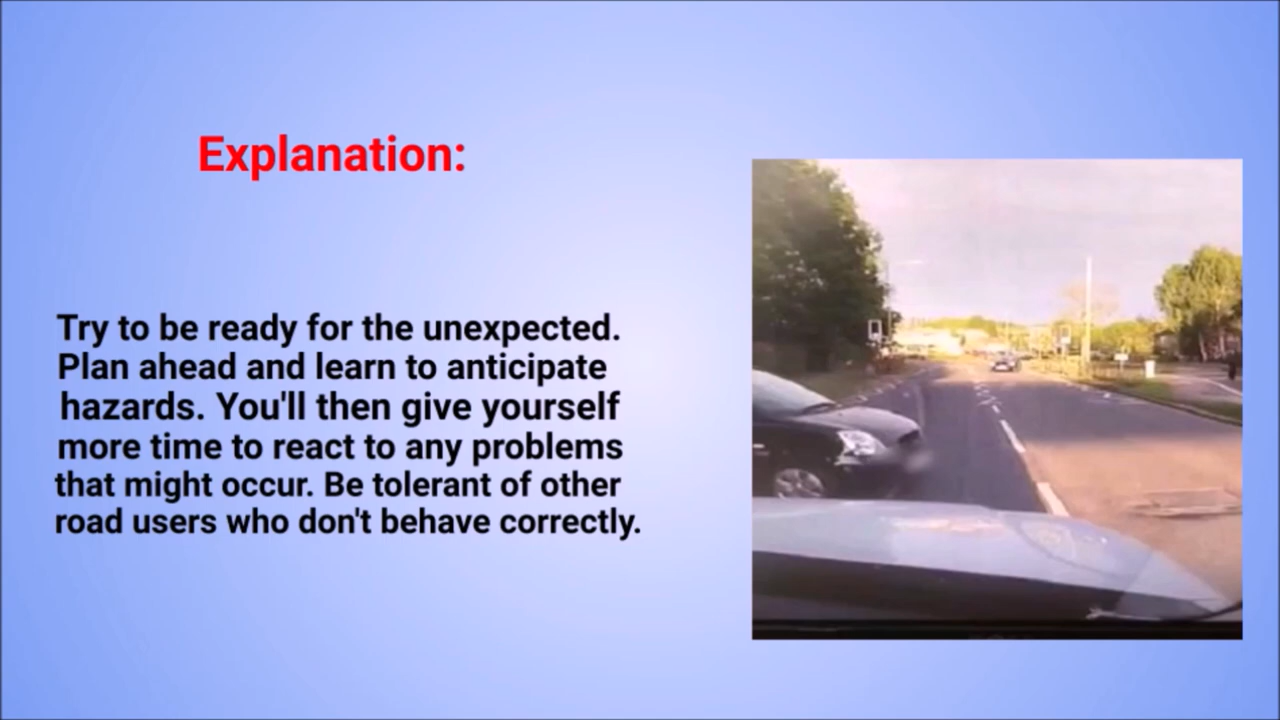 Explanation:
Try to be ready for the unexpected.
Plan ahead and learn to anticipate
hazards. You'll then give yourself
more time to react to any problems
that might occur. Be tolerant of other
road users who don't behave correctly.